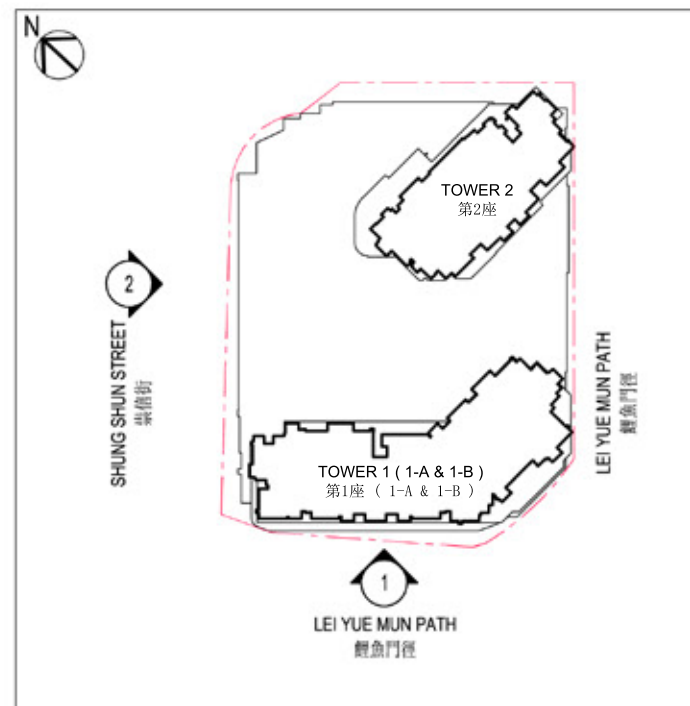 N
TOWER 2
第2座
2
SHUNG SHUN STREET
崇信街
LEI YUE MUN PATH
鯉魚門徑
TOWER 1 ( 1-A & 1-B )
第1座 ( 1-A & 1-B )
1
LEI YUE MUN PATH
鯉魚門徑